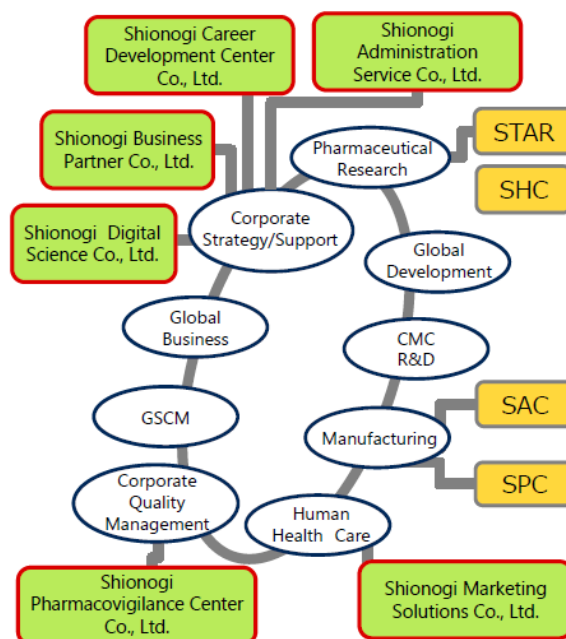 Shionogi Career
Development Center
Co., Ltd.
Shionogi
Administration
Service Co., Ltd.
Shionogi Business
Partner Co., Ltd.
Pharmaceutical
Research
STAR
SHC
Shionogi Digital
Science Co., Ltd.
Corporate
Strategy/Support
Global
Development
Global
Business
CMC
R&D
GSCM
Manufacturing
SAC
SPC
Corporate
Quality
Management
Human
Health Care
Shionogi
Pharmacovigilance Center
Co., Ltd.
Shionogi Marketing
Solutions Co., Ltd.